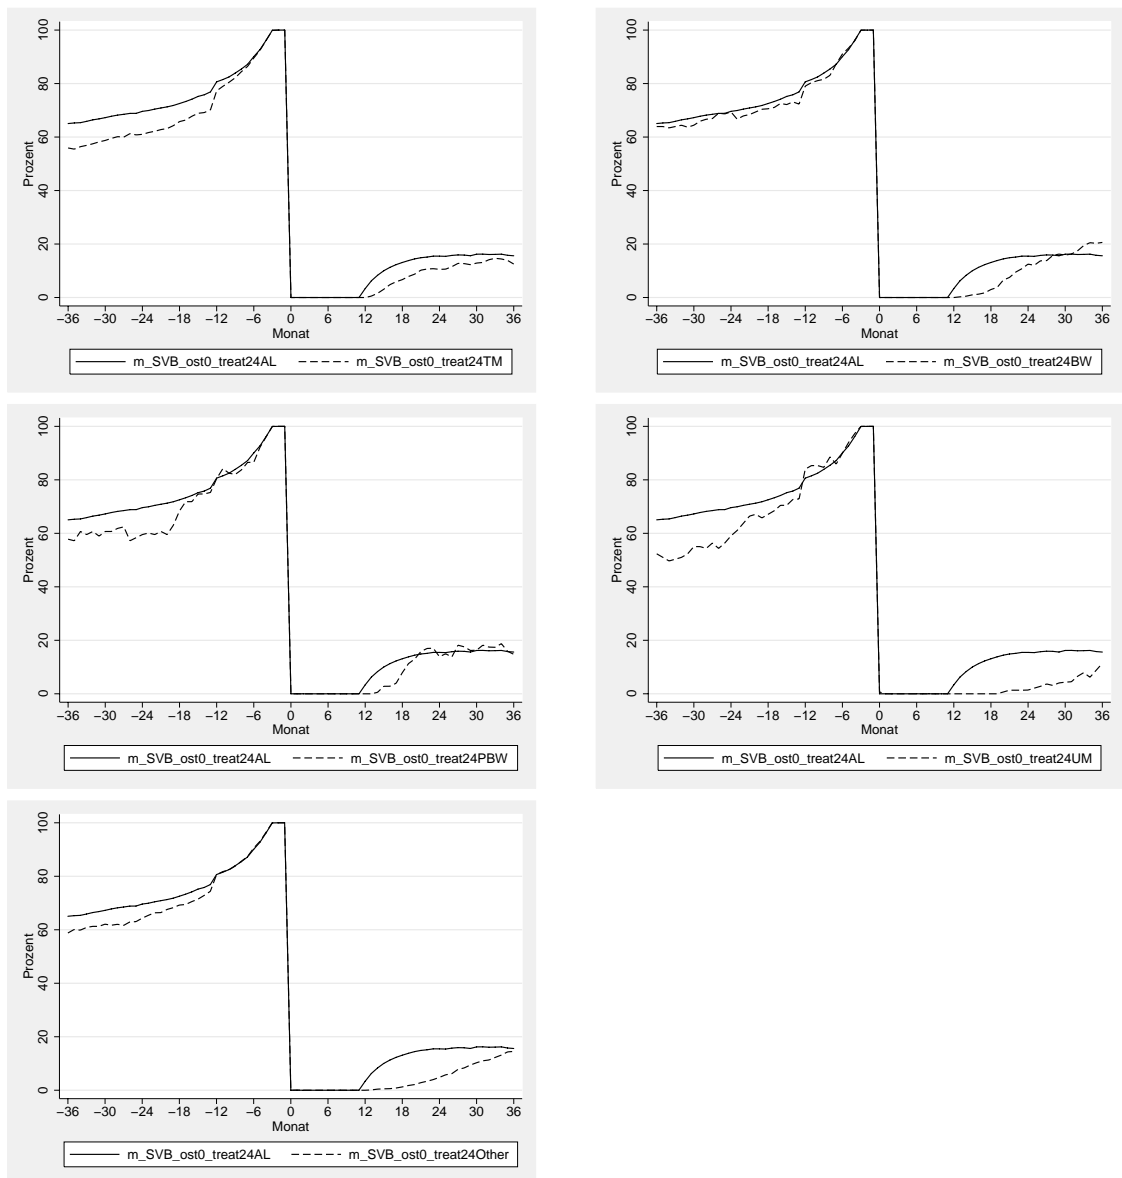 100
80
60
40
20
0
Prozent
−36 −30 −24 −18 −12 −6 0 6 12 18 24 30 36
Monat
m_SVB_ost0_treat24AL m_SVB_ost0_treat24TM
100
80
60
40
20
0
Prozent
−36 −30 −24 −18 −12 −6 0 6 12 18 24 30 36
Monat
m_SVB_ost0_treat24AL m_SVB_ost0_treat24BW
100
80
60
40
20
0
Prozent
−36 −30 −24 −18 −12 −6 0 6 12 18 24 30 36
Monat
m_SVB_ost0_treat24AL m_SVB_ost0_treat24PBW
100
80
60
40
20
0
Prozent
−36 −30 −24 −18 −12 −6 0 6 12 18 24 30 36
Monat
m_SVB_ost0_treat24AL m_SVB_ost0_treat24UM
100
80
60
40
20
0
Prozent
−36 −30 −24 −18 −12 −6 0 6 12 18 24 30 36
Monat
m_SVB_ost0_treat24AL m_SVB_ost0_treat24Other